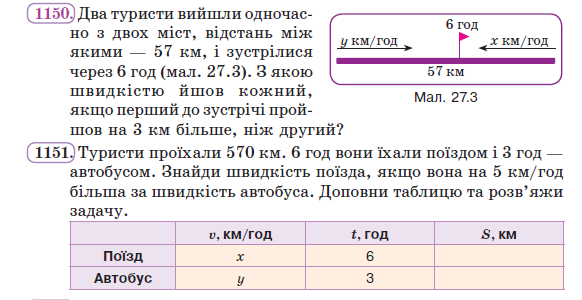 1150. Два туристи вийшли одночас-
но з двох міст, відстань між
якими — 57 км, і зустрілися
через 6 год (мал. 27.3). З якою
швидкістю йшов кожний,
якщо перший до зустрічі прой-
шов на 3 км більше, ніж другий?
6 год
y км/год
x км/год
57 км
Мал. 27.3
1151. Туристи проїхали 570 км. 6 год вони їхали поїздом і 3 год —
автобусом. Знайди швидкість поїзда, якщо вона на 5 км/год
більша за швидкість автобуса. Доповни таблицю та розв’яжи
задачу.
v, км/год t, год S, км
Поїзд x 6
Автобус y 3